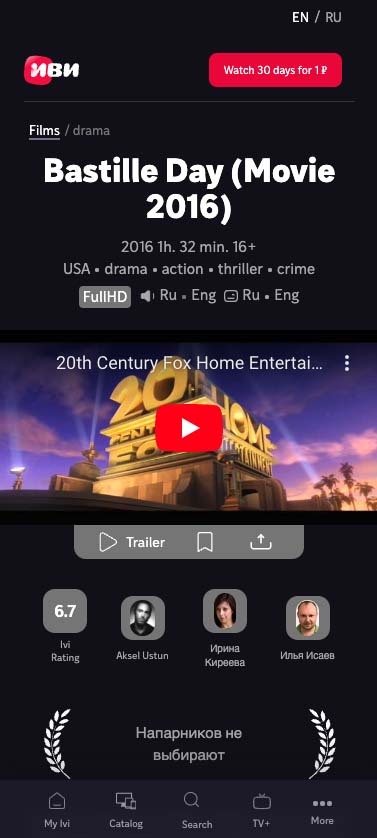 EN / RU
иви
Watch 30 days for 1 ₽
Films / drama
Bastille Day (Movie
2016)
2016 1h. 32 min. 16+
USA • drama • action • thriller • crime
FullHD Ru • Eng Ru • Eng
20th Century Fox Home Entertai...
20
HOME
CENTURY
FOX
ENTERTAINMENT
Trailer
6.7
Ivi
Rating
Aksel Ustun
Ирина
Киреева
Илья Исаев
Напарников не
выбирают
My Ivi Catalog Search TV+ More